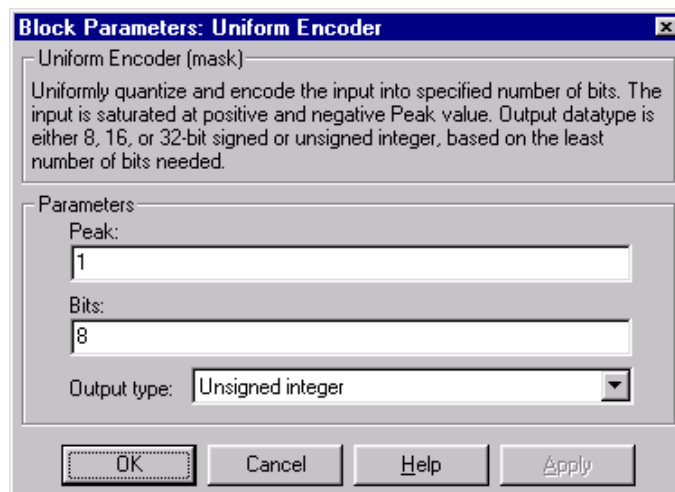 Block Parameters: Uniform Encoder
Uniform Encoder (mask)
Uniformly quantize and encode the input into specified number of bits. The
input is saturated at positive and negative Peak value. Output datatype is
either 8, 16, or 32-bit signed or unsigned integer, based on the least
number of bits needed.
Parameters
Peak:
1
Bits:
8
Output type: Unsigned integer
OK Cancel Help Apply